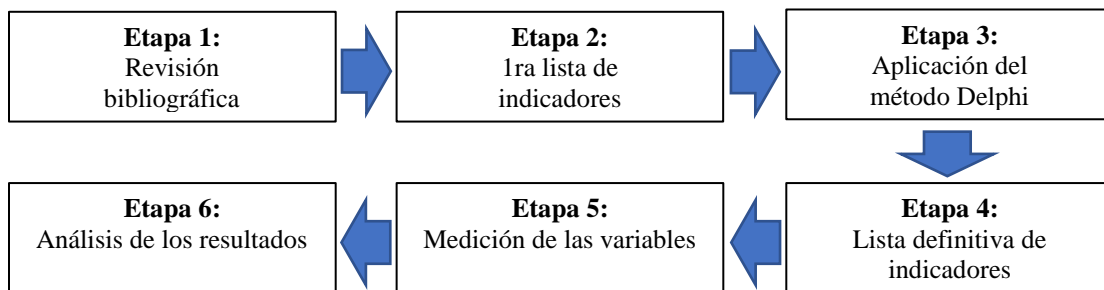 Etapa 1:
Revisión
bibliográfica
Etapa 2:
1ra lista de
indicadores
Etapa 3:
Aplicación del
método Delphi
Etapa 4:
Lista definitiva de
indicadores
Etapa 5:
Medición de las variables
Etapa 6:
Análisis de los resultados